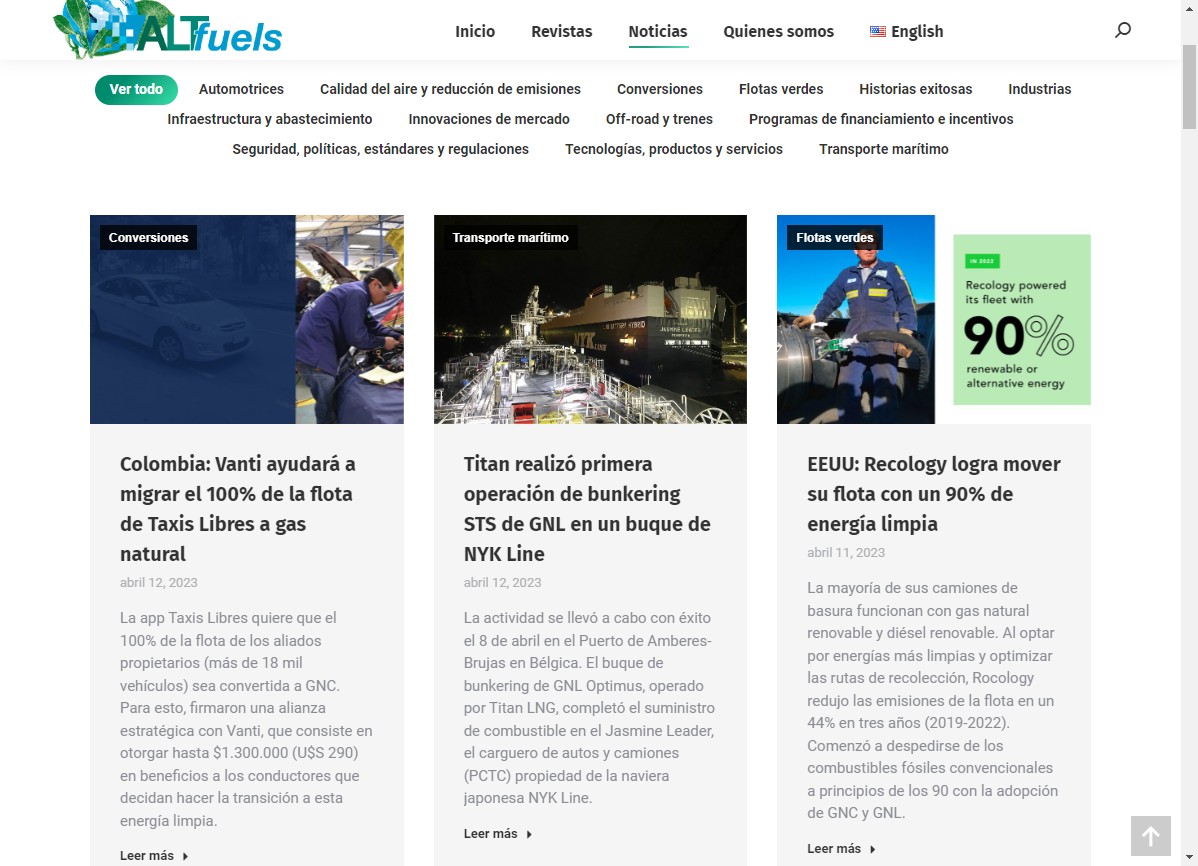 ALTfuels
Inicio Revistas Noticias Quienes somos English
Ver todo Automotrices Calidad del aire y reducción de emisiones Conversiones Flotas verdes Historias exitosas Industrias
Infraestructura y abastecimiento Innovaciones de mercado Off-road y trenes Programas de financiamiento e incentivos
Seguridad, políticas, estándares y regulaciones Tecnologías, productos y servicios Transporte marítimo
Conversiones
Colombia: Vanti ayudará a
migrar el 100% de la flota
de Taxis Libres a gas
natural
abril 12, 2023
La app Taxis Libres quiere que el
100% de la flota de los aliados
propietarios (más de 18 mil
vehículos) sea convertida a GNC.
Para esto, firmaron una alianza
estratégica con Vanti, que consiste en
otorgar hasta $1.300.000 (U$S 290)
en beneficios a los conductores que
decidan hacer la transición a esta
energía limpia.
Leer más
Transporte marítimo
JASMINE LEADER
NYK LINE
Titan realizó primera
operación de bunkering
STS de GNL en un buque de
NYK Line
abril 12, 2023
La actividad se llevó a cabo con éxito
el 8 de abril en el Puerto de Amberes-
Brujas en Bélgica. El buque de
bunkering de GNL Optimus, operado
por Titan LNG, completó el suministro
de combustible en el Jasmine Leader,
el carguero de autos y camiones
(PCTC) propiedad de la naviera
japonesa NYK Line.
Leer más
Flotas verdes
IN 2022
Recology powered
its fleet with
90%
renewable or
alternative energy
EEUU: Recology logra mover
su flota con un 90% de
energía limpia
abril 11, 2023
La mayoría de sus camiones de
basura funcionan con gas natural
renovable y diésel renovable. Al optar
por energías más limpias y optimizar
las rutas de recolección, Rocology
redujo las emisiones de la flota en un
44% en tres años (2019-2022).
Comenzó a despedirse de los
combustibles fósiles convencionales
a principios de los 90 con la adopción
de GNC y GNL.
Leer más